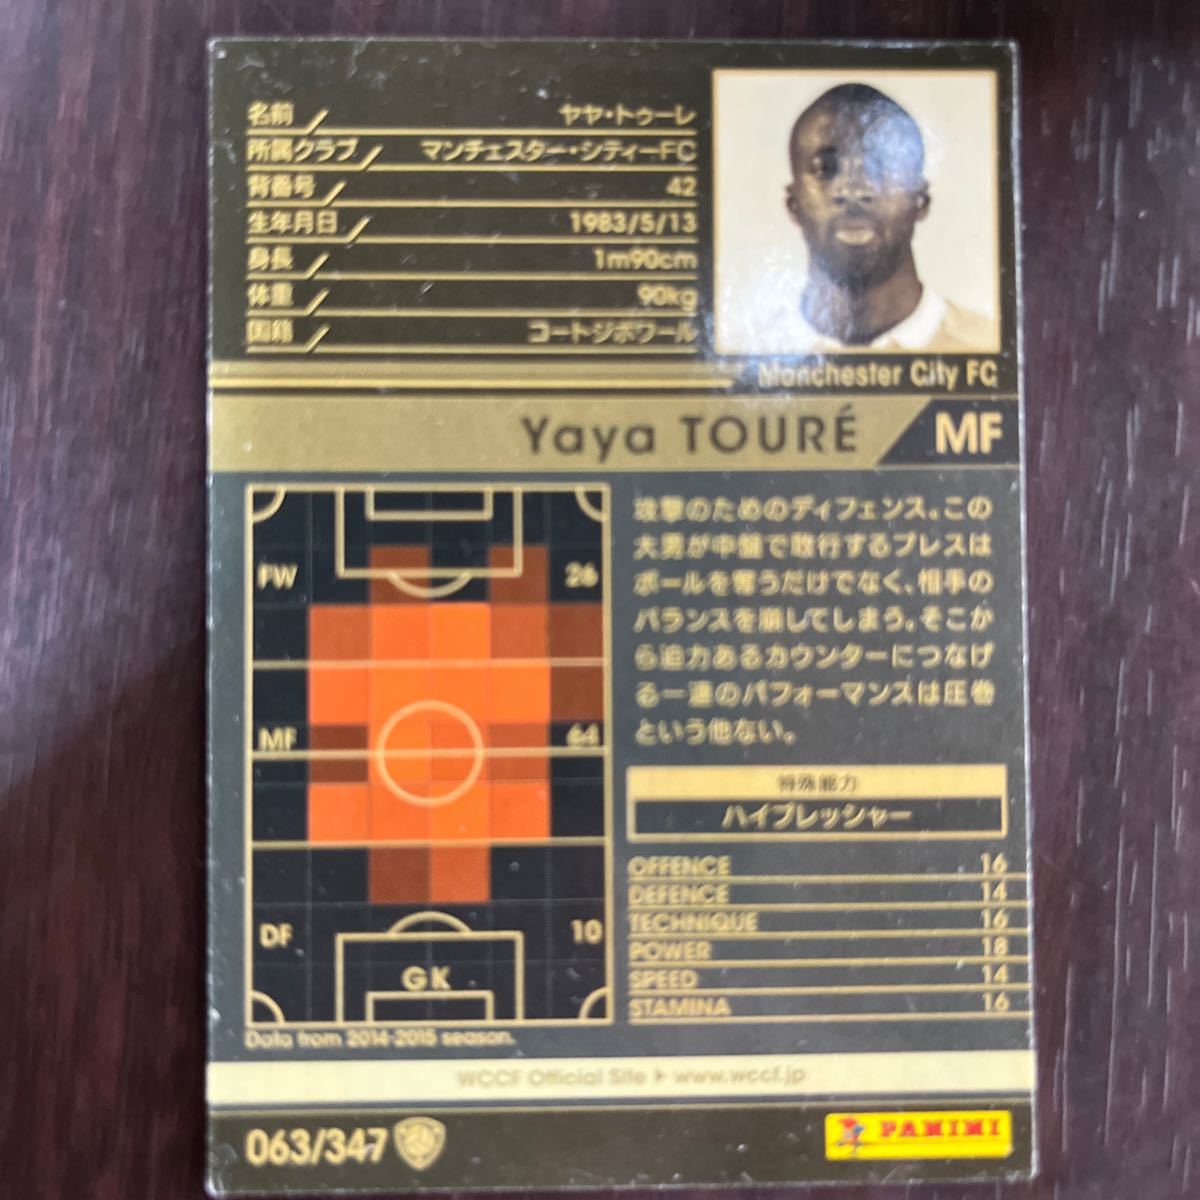 名前 ヤヤ・トゥーレ
所属クラブ マンチェスター・シティーFC
背番号 42
生年月日 1983/5/13
身長 1m90cm
体重 90kg
国籍 コートジボワール
Manchester City FC
Yaya TOURÉ MF
FW 26
MF 64
DF 10
GK
Data from 2014-2015 season.
攻撃のためのディフェンス。この
大男が中盤で敢行するプレスは
ボールを奪うだけでなく、相手の
バランスを崩してしまう。そこか
ら迫力あるカウンターにつなげ
る一連のパフォーマンスは圧巻
という他ない。
特殊能力
ハイプレッシャー
OFFENCE 16
DEFENCE 14
TECHNIQUE 16
POWER 18
SPEED 14
STAMINA 16
WCCF Official Site ▶ www.wccf.jp
063/347
PANINI